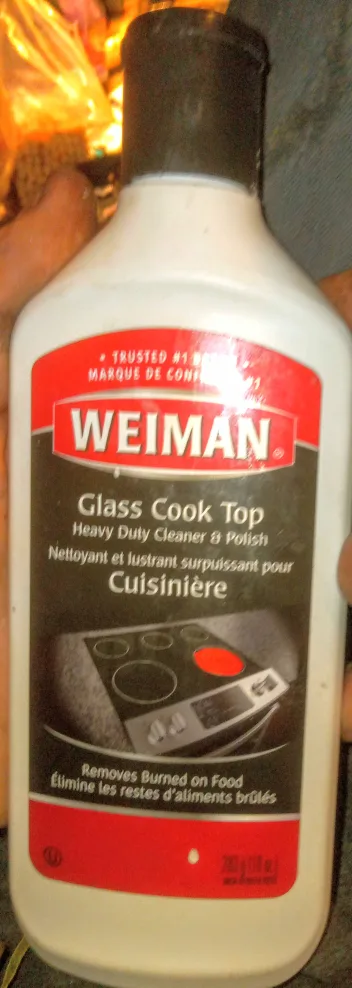 • TRUSTED #1
MARQUE DE
WEIMAN®
Glass Cook Top
Heavy Duty Cleaner & Polish
Nettoyant et lustrant surpuissant pour
Cuisinière
Removes Burned on Food
Élimine les restes d'aliments brûlés